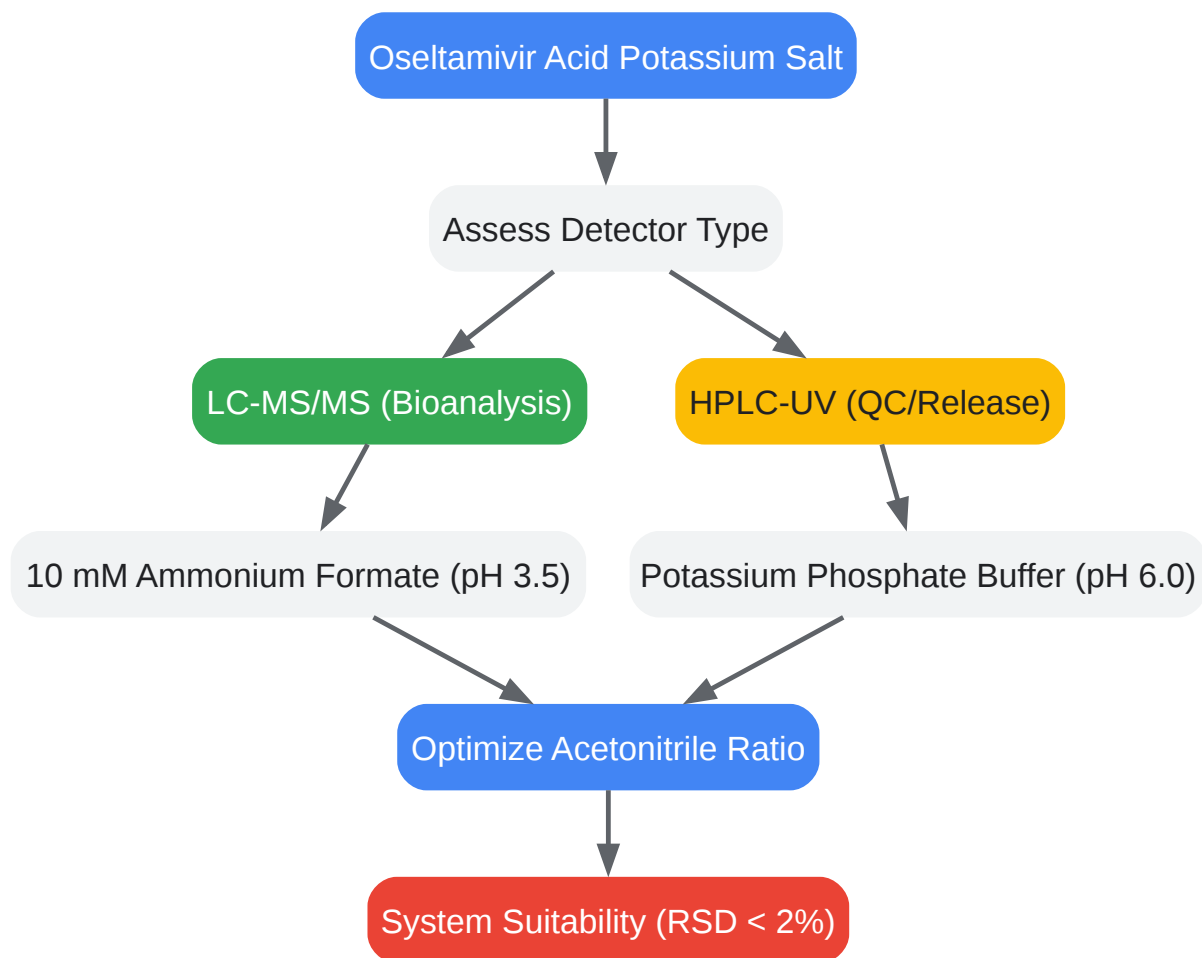 Oseltamivir Acid Potassium Salt
Assess Detector Type
LC-MS/MS (Bioanalysis)
HPLC-UV (QC/Release)
10 mM Ammonium Formate (pH 3.5)
Potassium Phosphate Buffer (pH 6.0)
Optimize Acetonitrile Ratio
System Suitability (RSD < 2%)